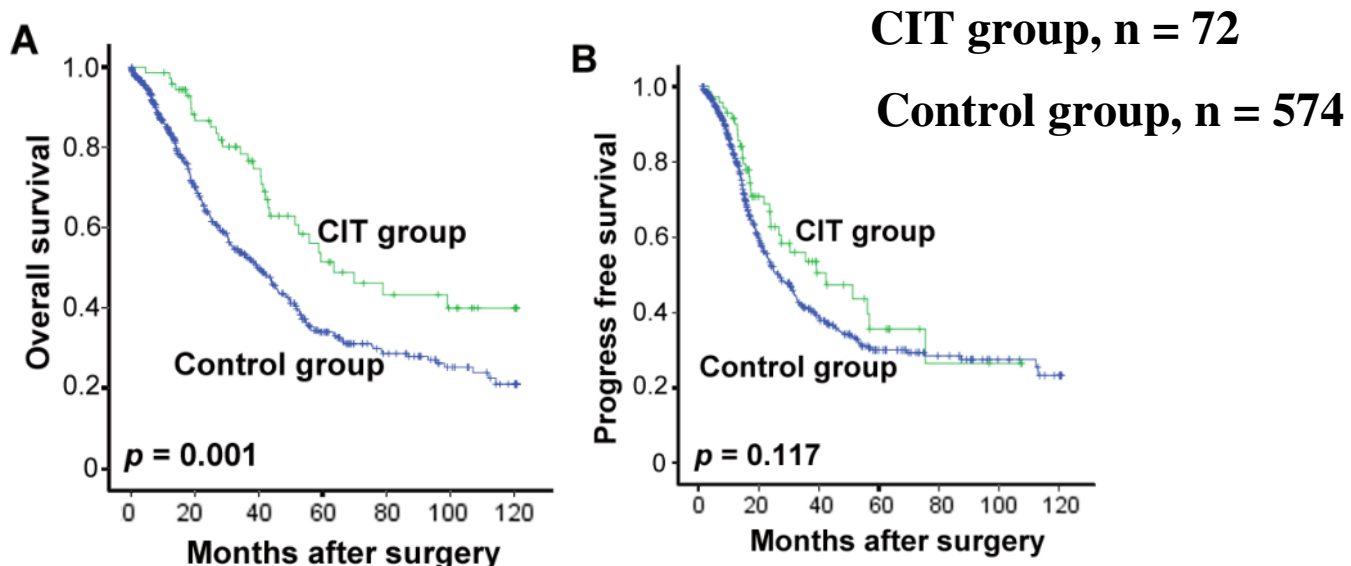 A
Overall survival
1.0
0.8
0.6
0.4
0.2
0
CIT group
Control group
p = 0.001
0 20 40 60 80 100 120
Months after surgery
B
Progress free survival
1.0
0.8
0.6
0.4
0.2
0
CIT group
Control group
p = 0.117
0 20 40 60 80 100 120
Months after surgery
CIT group, n = 72
Control group, n = 574